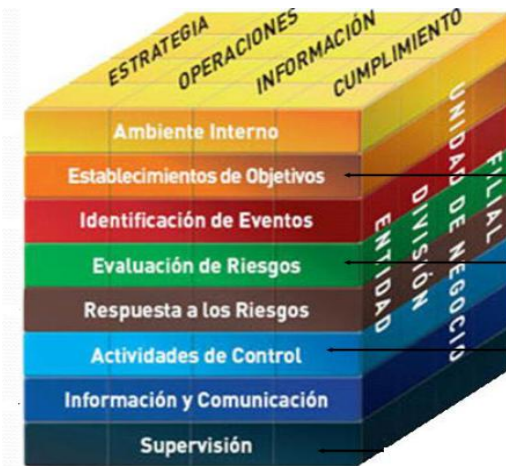 ESTRATEGIA
OPERACIONES
INFORMACIÓN
CUMPLIMIENTO
Ambiente Interno
Establecimientos de Objetivos
Identificación de Eventos
Evaluación de Riesgos
Respuesta a los Riesgos
Actividades de Control
Información y Comunicación
Supervisión
ENTIDAD
DIVISIÓN
UNIDAD DE NEGOCIO
FILIAL